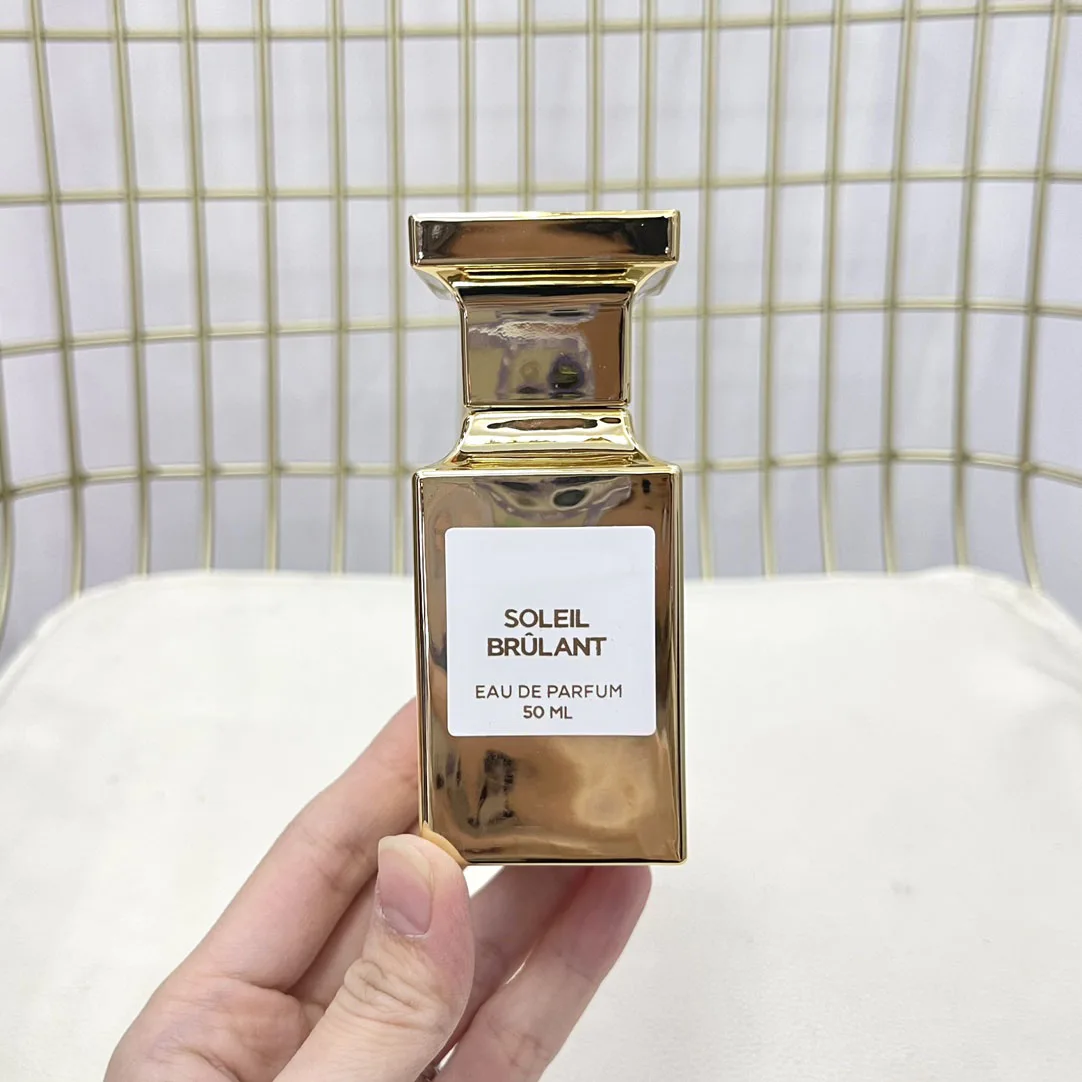 SOLEIL
BRÛLANT
EAU DE PARFUM
50 ML